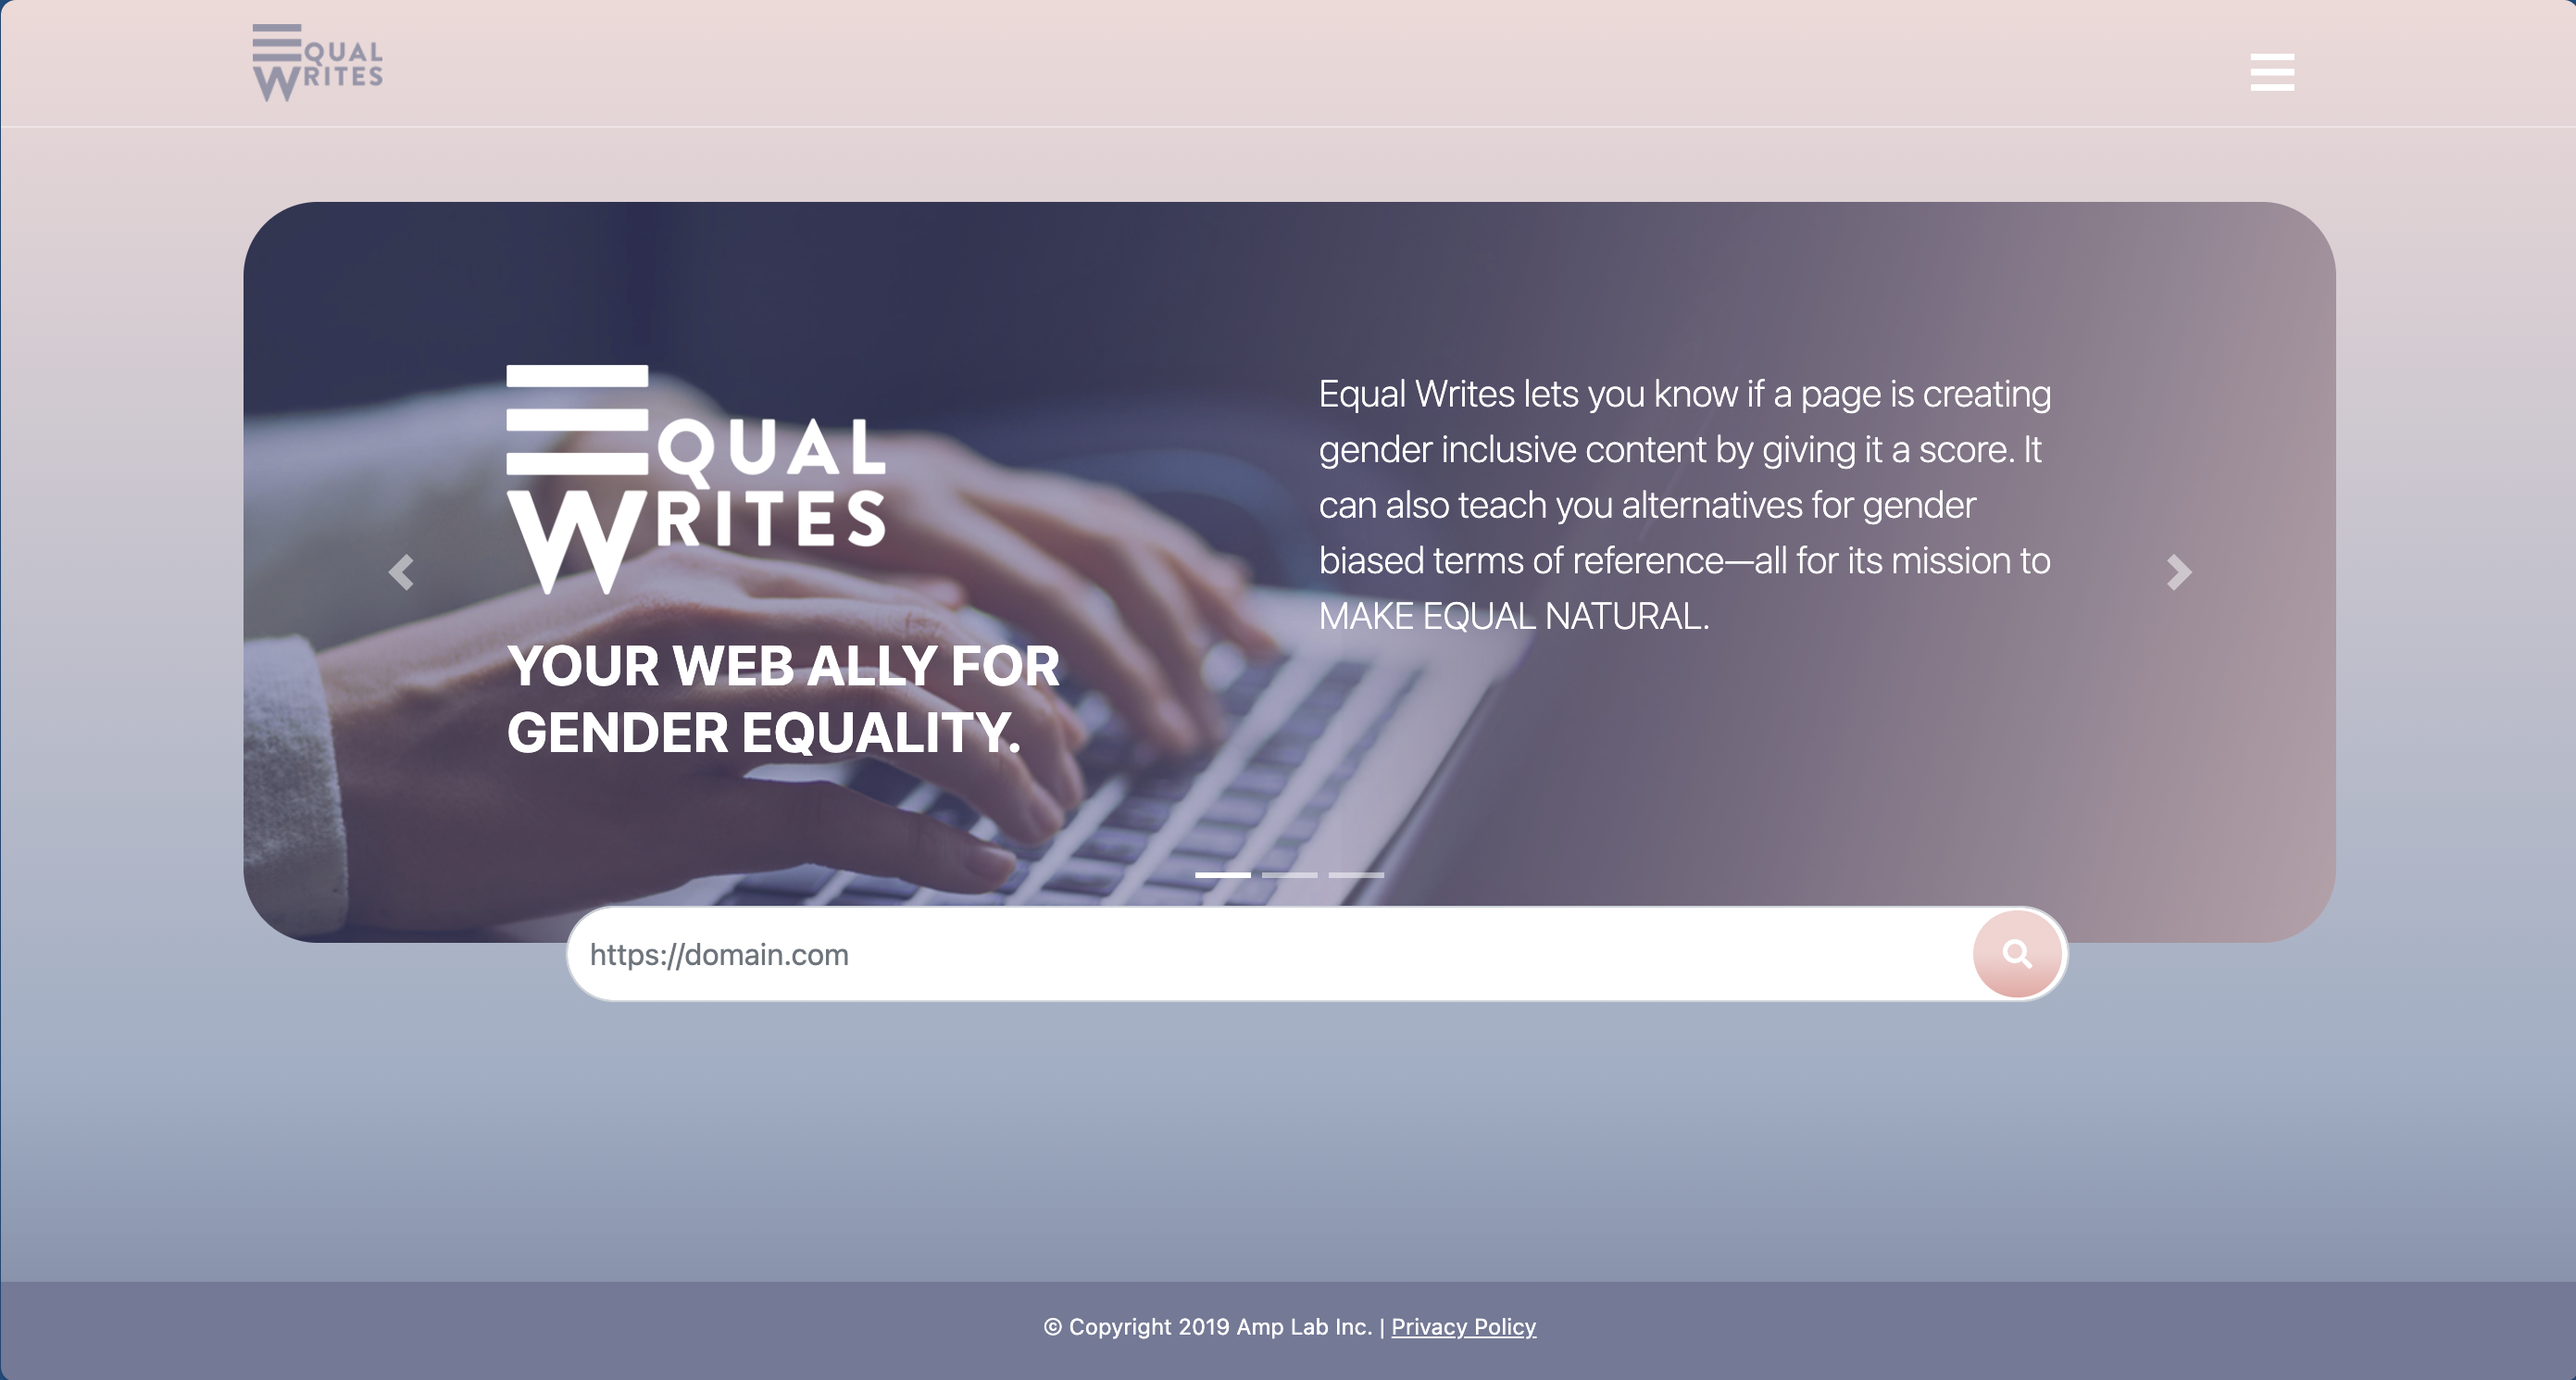 EQUAL
WRITES
EQUAL
WRITES
YOUR WEB ALLY FOR
GENDER EQUALITY.
Equal Writes lets you know if a page is creating
gender inclusive content by giving it a score. It
can also teach you alternatives for gender
biased terms of reference—all for its mission to
MAKE EQUAL NATURAL.
https://domain.com
© Copyright 2019 Amp Lab Inc. | Privacy Policy